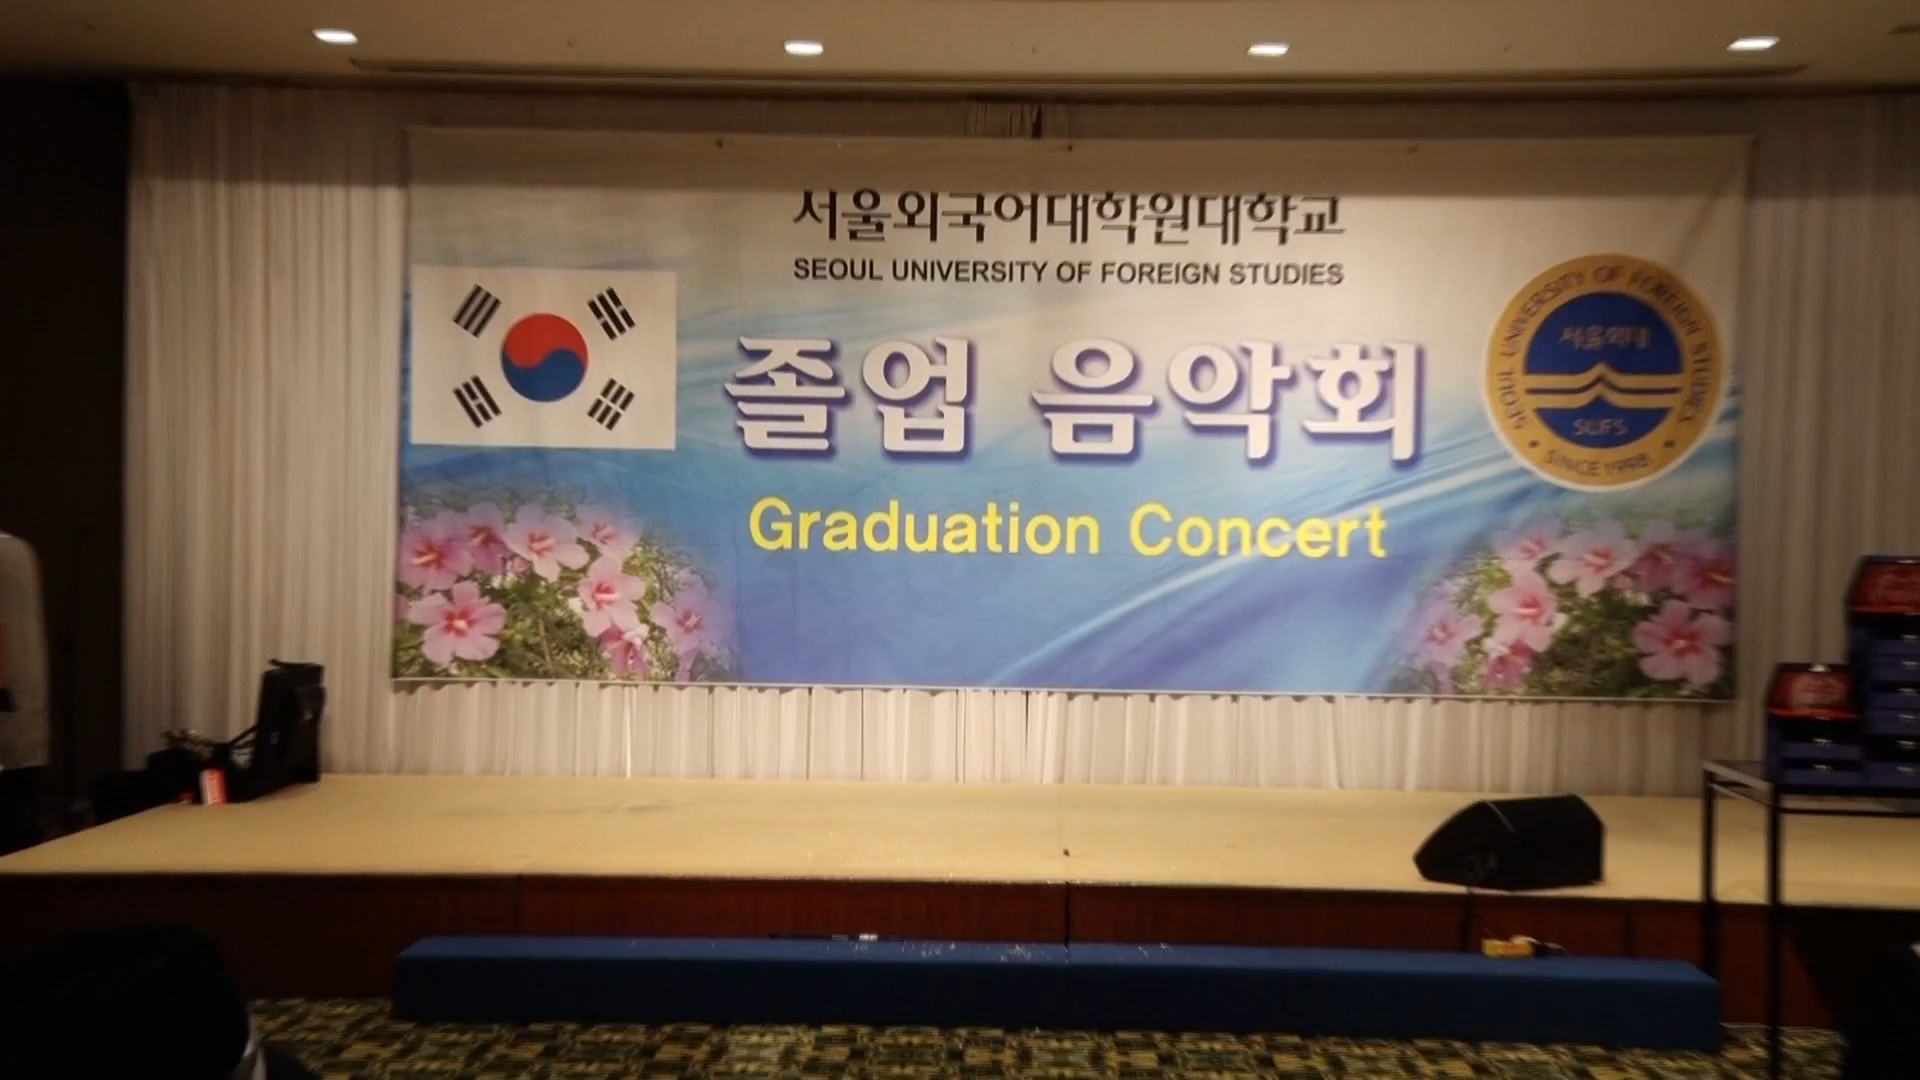 서울외국어대학원대학교
SEOUL UNIVERSITY OF FOREIGN STUDIES
졸업 음악회
Graduation Concert
SEOUL UNIVERSITY OF FOREIGN STUDIES
서울외대
SUFS
SINCE 1998